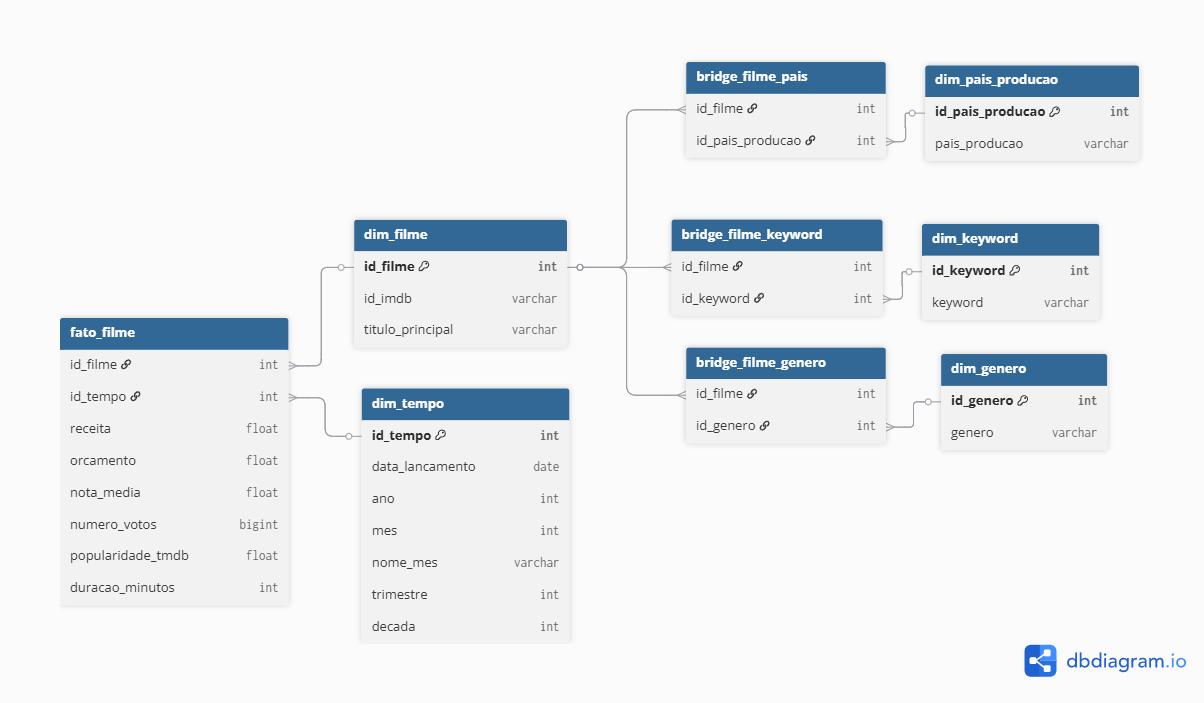 bridge_filme_pais
id_filme int
id_pais_producao int
dim_pais_producao
id_pais_producao int
pais_producao varchar
dim_filme
id_filme int
id_imdb varchar
titulo_principal varchar
bridge_filme_keyword
id_filme int
id_keyword int
dim_keyword
id_keyword int
keyword varchar
fato_filme
id_filme int
id_tempo int
receita float
orcamento float
nota_media float
numero_votos bigint
popularidade_tmdb float
duracao_minutos int
dim_tempo
id_tempo int
data_lancamento date
ano int
mes int
nome_mes varchar
trimestre int
decada int
bridge_filme_genero
id_filme int
id_genero int
dim_genero
id_genero int
genero varchar
dbdiagram.io